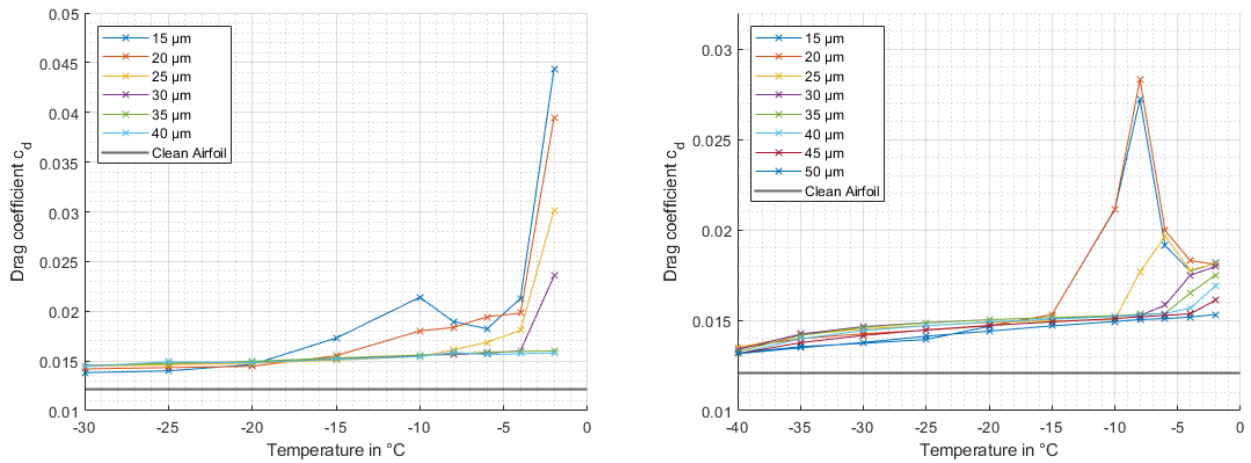 0.05
0.045
0.04
0.035
0.03
0.025
0.02
0.015
0.01
Drag coefficient c_d
15 µm
20 µm
25 µm
30 µm
35 µm
40 µm
Clean Airfoil
-30 -25 -20 -15 -10 -5 0
Temperature in °C
0.03
0.025
0.02
0.015
0.01
Drag coefficient c_d
15 µm
20 µm
25 µm
30 µm
35 µm
40 µm
45 µm
50 µm
Clean Airfoil
-40 -35 -30 -25 -20 -15 -10 -5 0
Temperature in °C